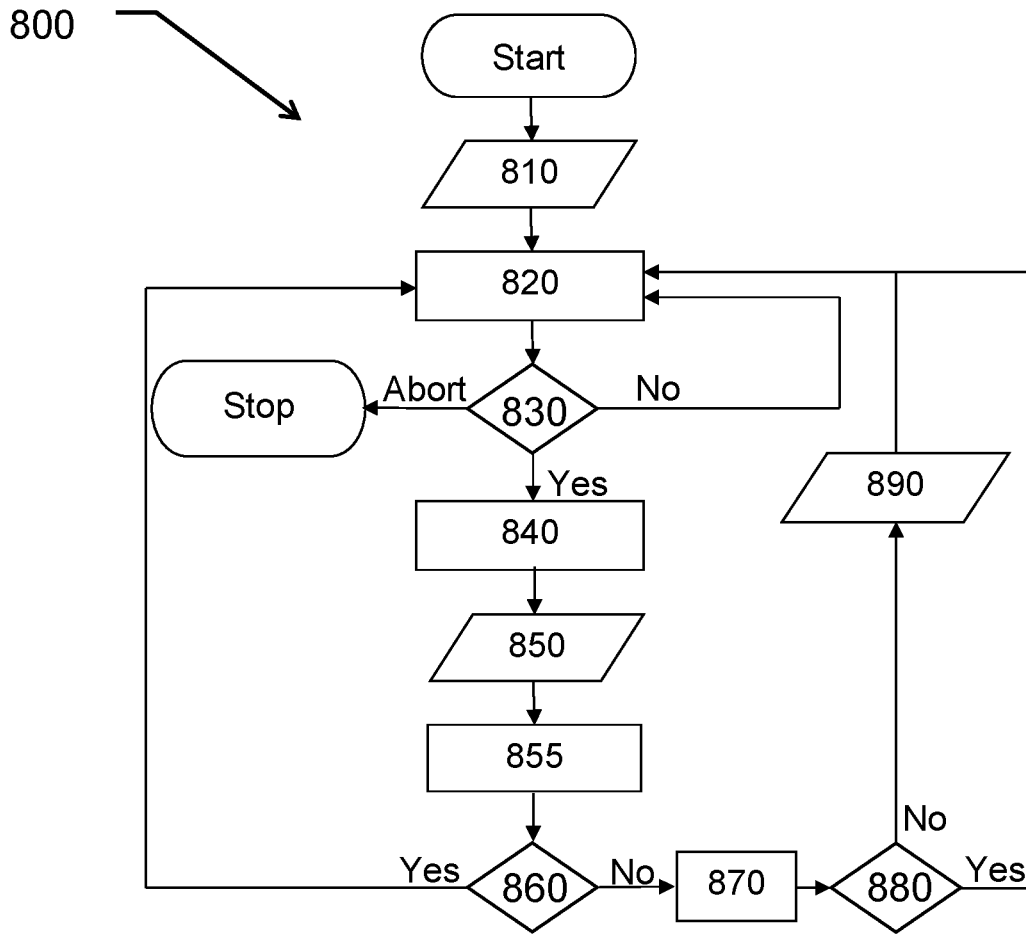 800
Start
810
820
Stop
Abort
830
No
Yes
840
890
850
855
No
Yes
860
No
870
880
Yes